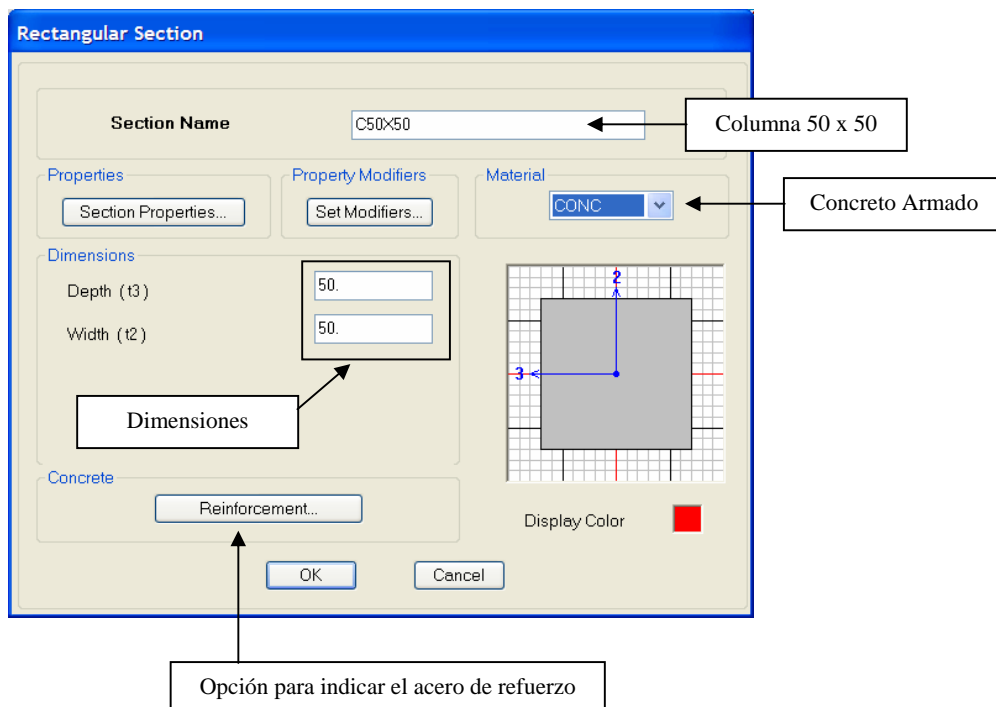 Rectangular Section
Section Name
C50X50
Columna 50 x 50
Properties
Section Properties...
Property Modifiers
Set Modifiers...
Material
CONC
Concreto Armado
Dimensions
Depth (t3)
50.
Width (t2)
50.
Dimensiones
2
3
Concrete
Reinforcement...
Display Color
OK
Cancel
Opción para indicar el acero de refuerzo